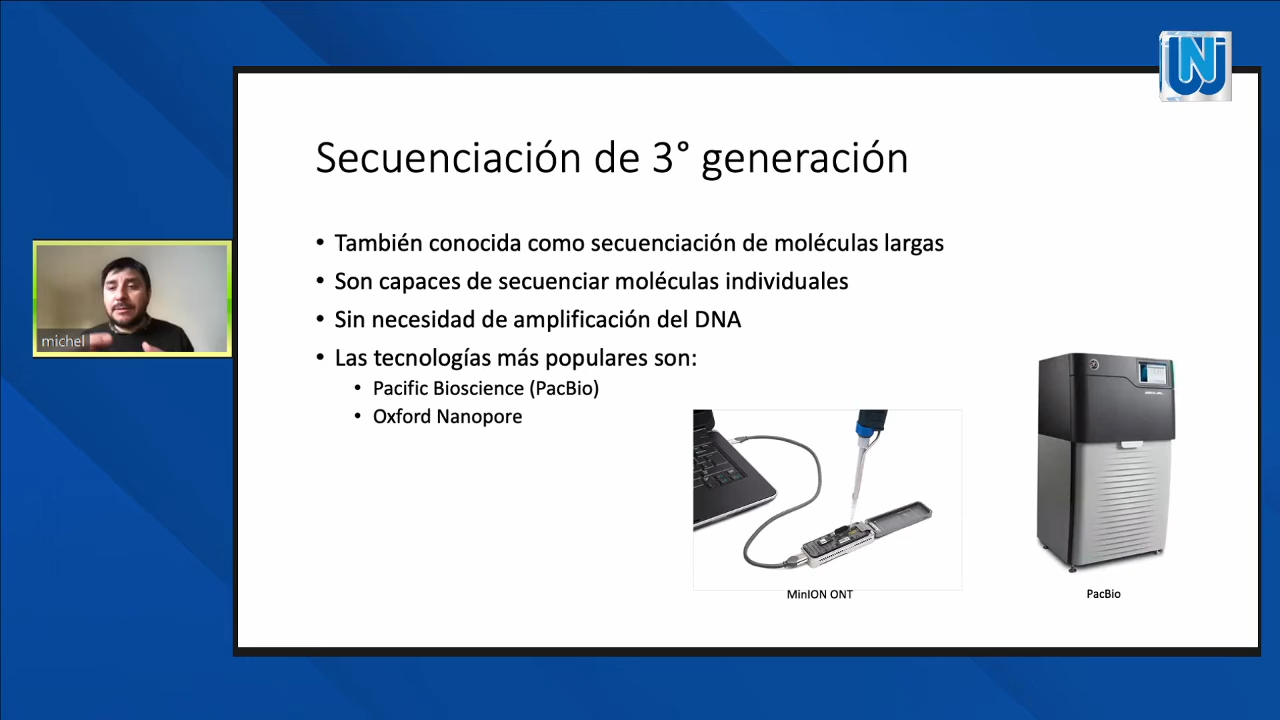 UNJ
Secuenciación de 3° generación
• También conocida como secuenciación de moléculas largas
• Son capaces de secuenciar moléculas individuales
• Sin necesidad de amplificación del DNA
• Las tecnologías más populares son:
• Pacific Bioscience (PacBio)
• Oxford Nanopore
michel
MinION ONT
PacBio